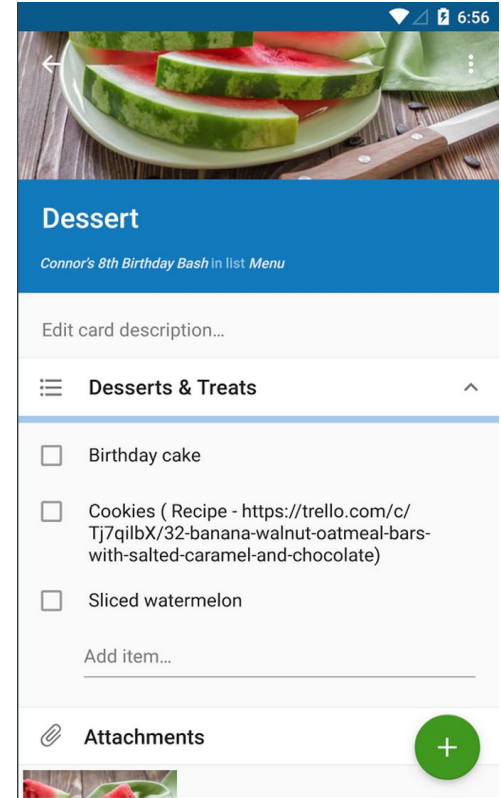 6:56
Dessert
Connor's 8th Birthday Bash in list Menu
Edit card description...
Desserts & Treats
Birthday cake
Cookies ( Recipe - https://trello.com/c/
Tj7qilbX/32-banana-walnut-oatmeal-bars-
with-salted-caramel-and-chocolate)
Sliced watermelon
Add item...
Attachments